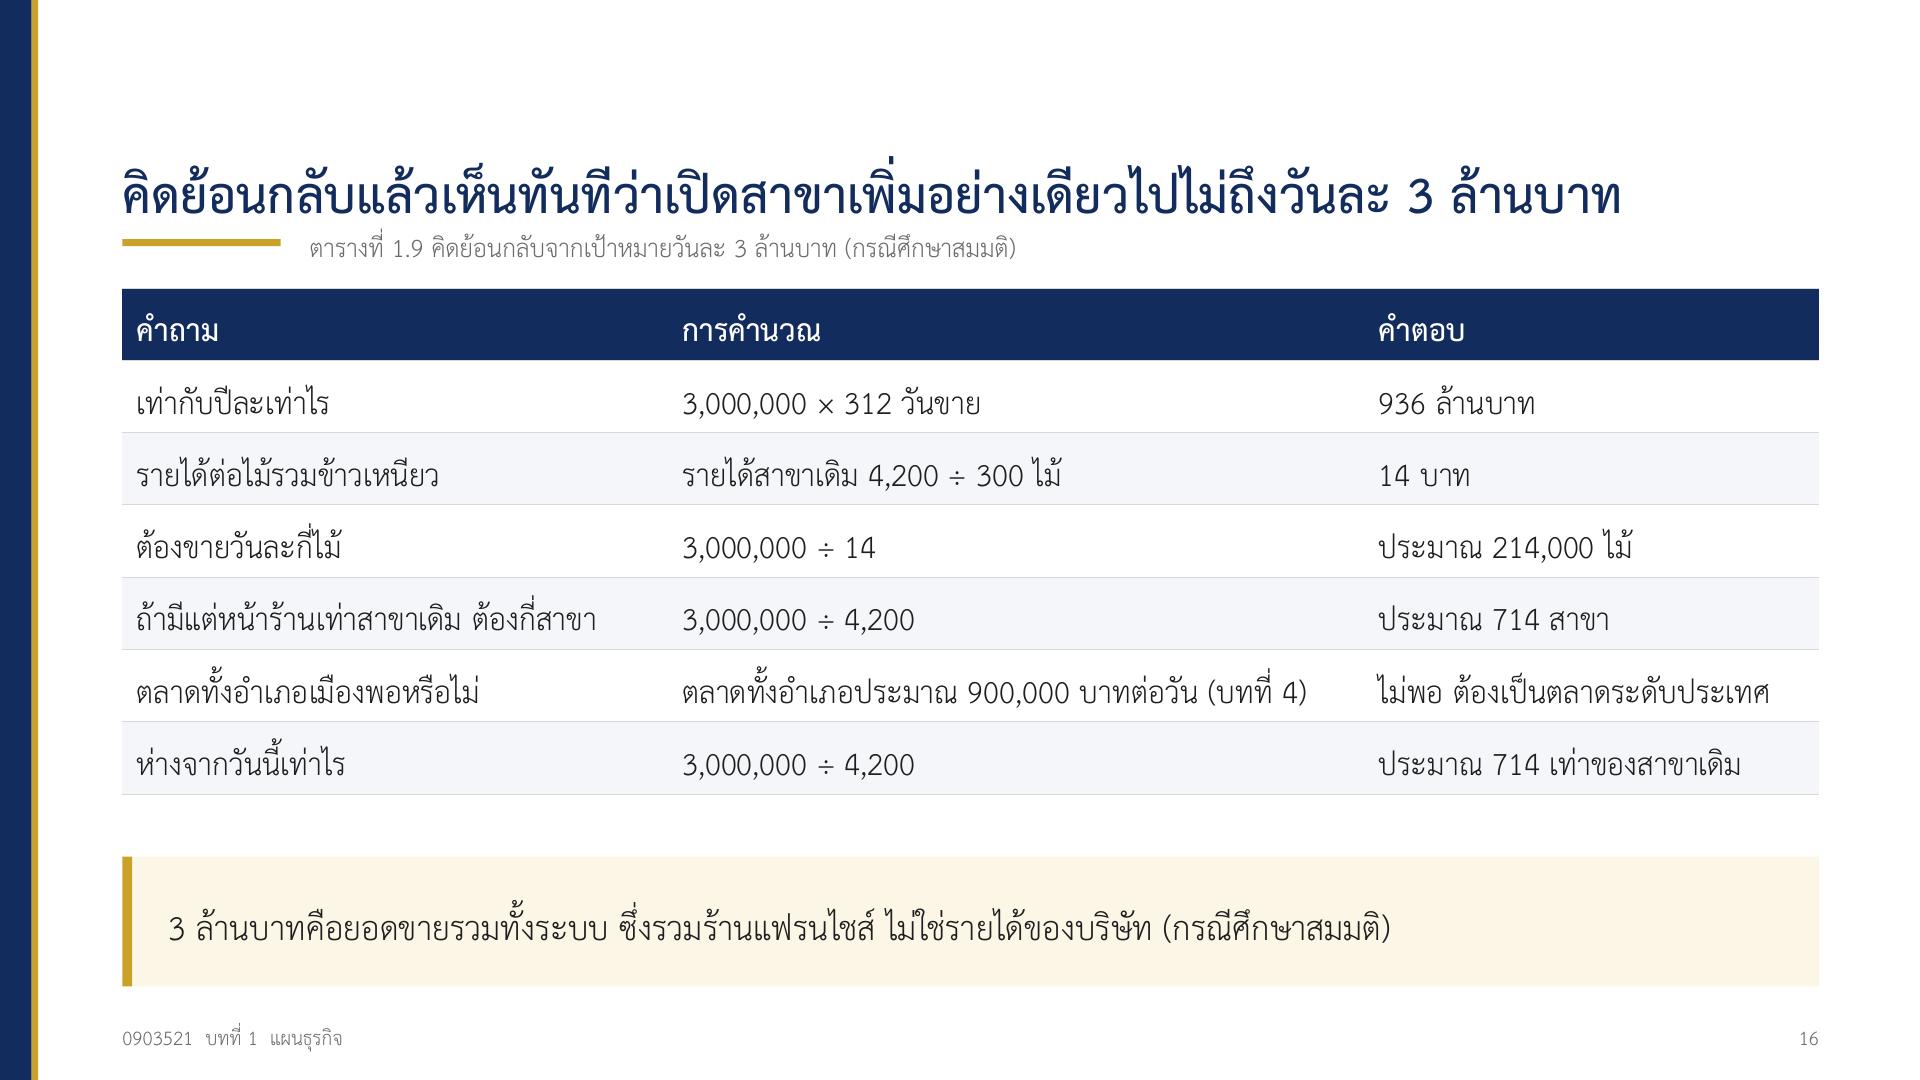 คิดย้อนกลับแล้วเห็นทันทีว่าเปิดสาขาเพิ่มอย่างเดียวไปไม่ถึงวันละ 3 ล้านบาท
ตารางที่ 1.9 คิดย้อนกลับจากเป้าหมายวันละ 3 ล้านบาท (กรณีศึกษาสมมติ)
คำถาม การคำนวณ คำตอบ
เท่ากับปีละเท่าไร 3,000,000 × 312 วันขาย 936 ล้านบาท
รายได้ต่อไม้รวมข้าวเหนียว รายได้สาขาเดิม 4,200 ÷ 300 ไม้ 14 บาท
ต้องขายวันละกี่ไม้ 3,000,000 ÷ 14 ประมาณ 214,000 ไม้
ถ้ามีแต่หน้าร้านเท่าสาขาเดิม ต้องกี่สาขา 3,000,000 ÷ 4,200 ประมาณ 714 สาขา
ตลาดทั้งอำเภอเมืองพอหรือไม่ ตลาดทั้งอำเภอประมาณ 900,000 บาทต่อวัน (บทที่ 4) ไม่พอ ต้องเป็นตลาดระดับประเทศ
ห่างจากวันนี้เท่าไร 3,000,000 ÷ 4,200 ประมาณ 714 เท่าของสาขาเดิม
3 ล้านบาทคือยอดขายรวมทั้งระบบ ซึ่งรวมร้านแฟรนไชส์ ไม่ใช่รายได้ของบริษัท (กรณีศึกษาสมมติ)
0903521 บทที่ 1 แผนธุรกิจ 16